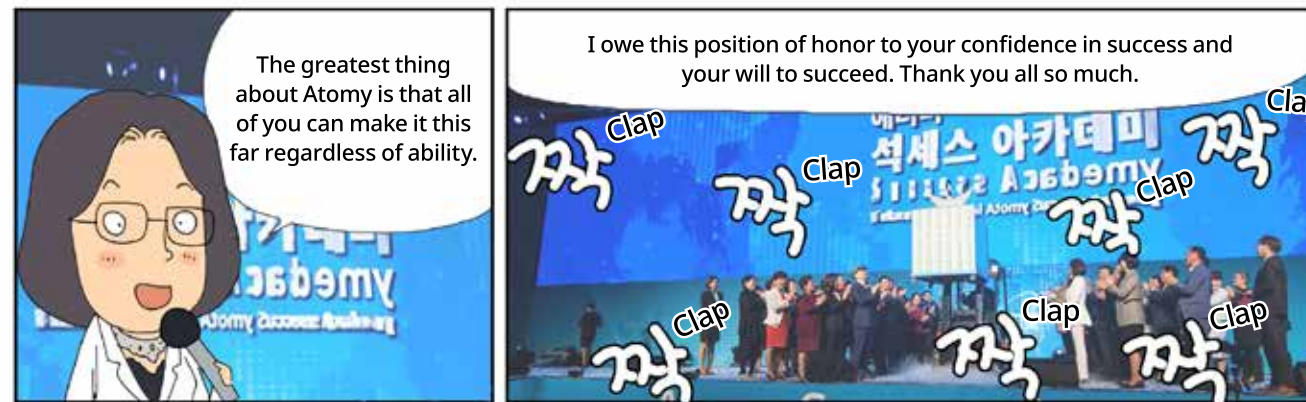 The greatest thing
about Atomy is that all
of you can make it this
far regardless of ability.
I owe this position of honor to your confidence in success and
your will to succeed. Thank you all so much.
짝
Clap
짝
Clap
짝
Cla
짝
Clap
석세스 아카데미
짝
Clap
짝
Clap
짝
Clap